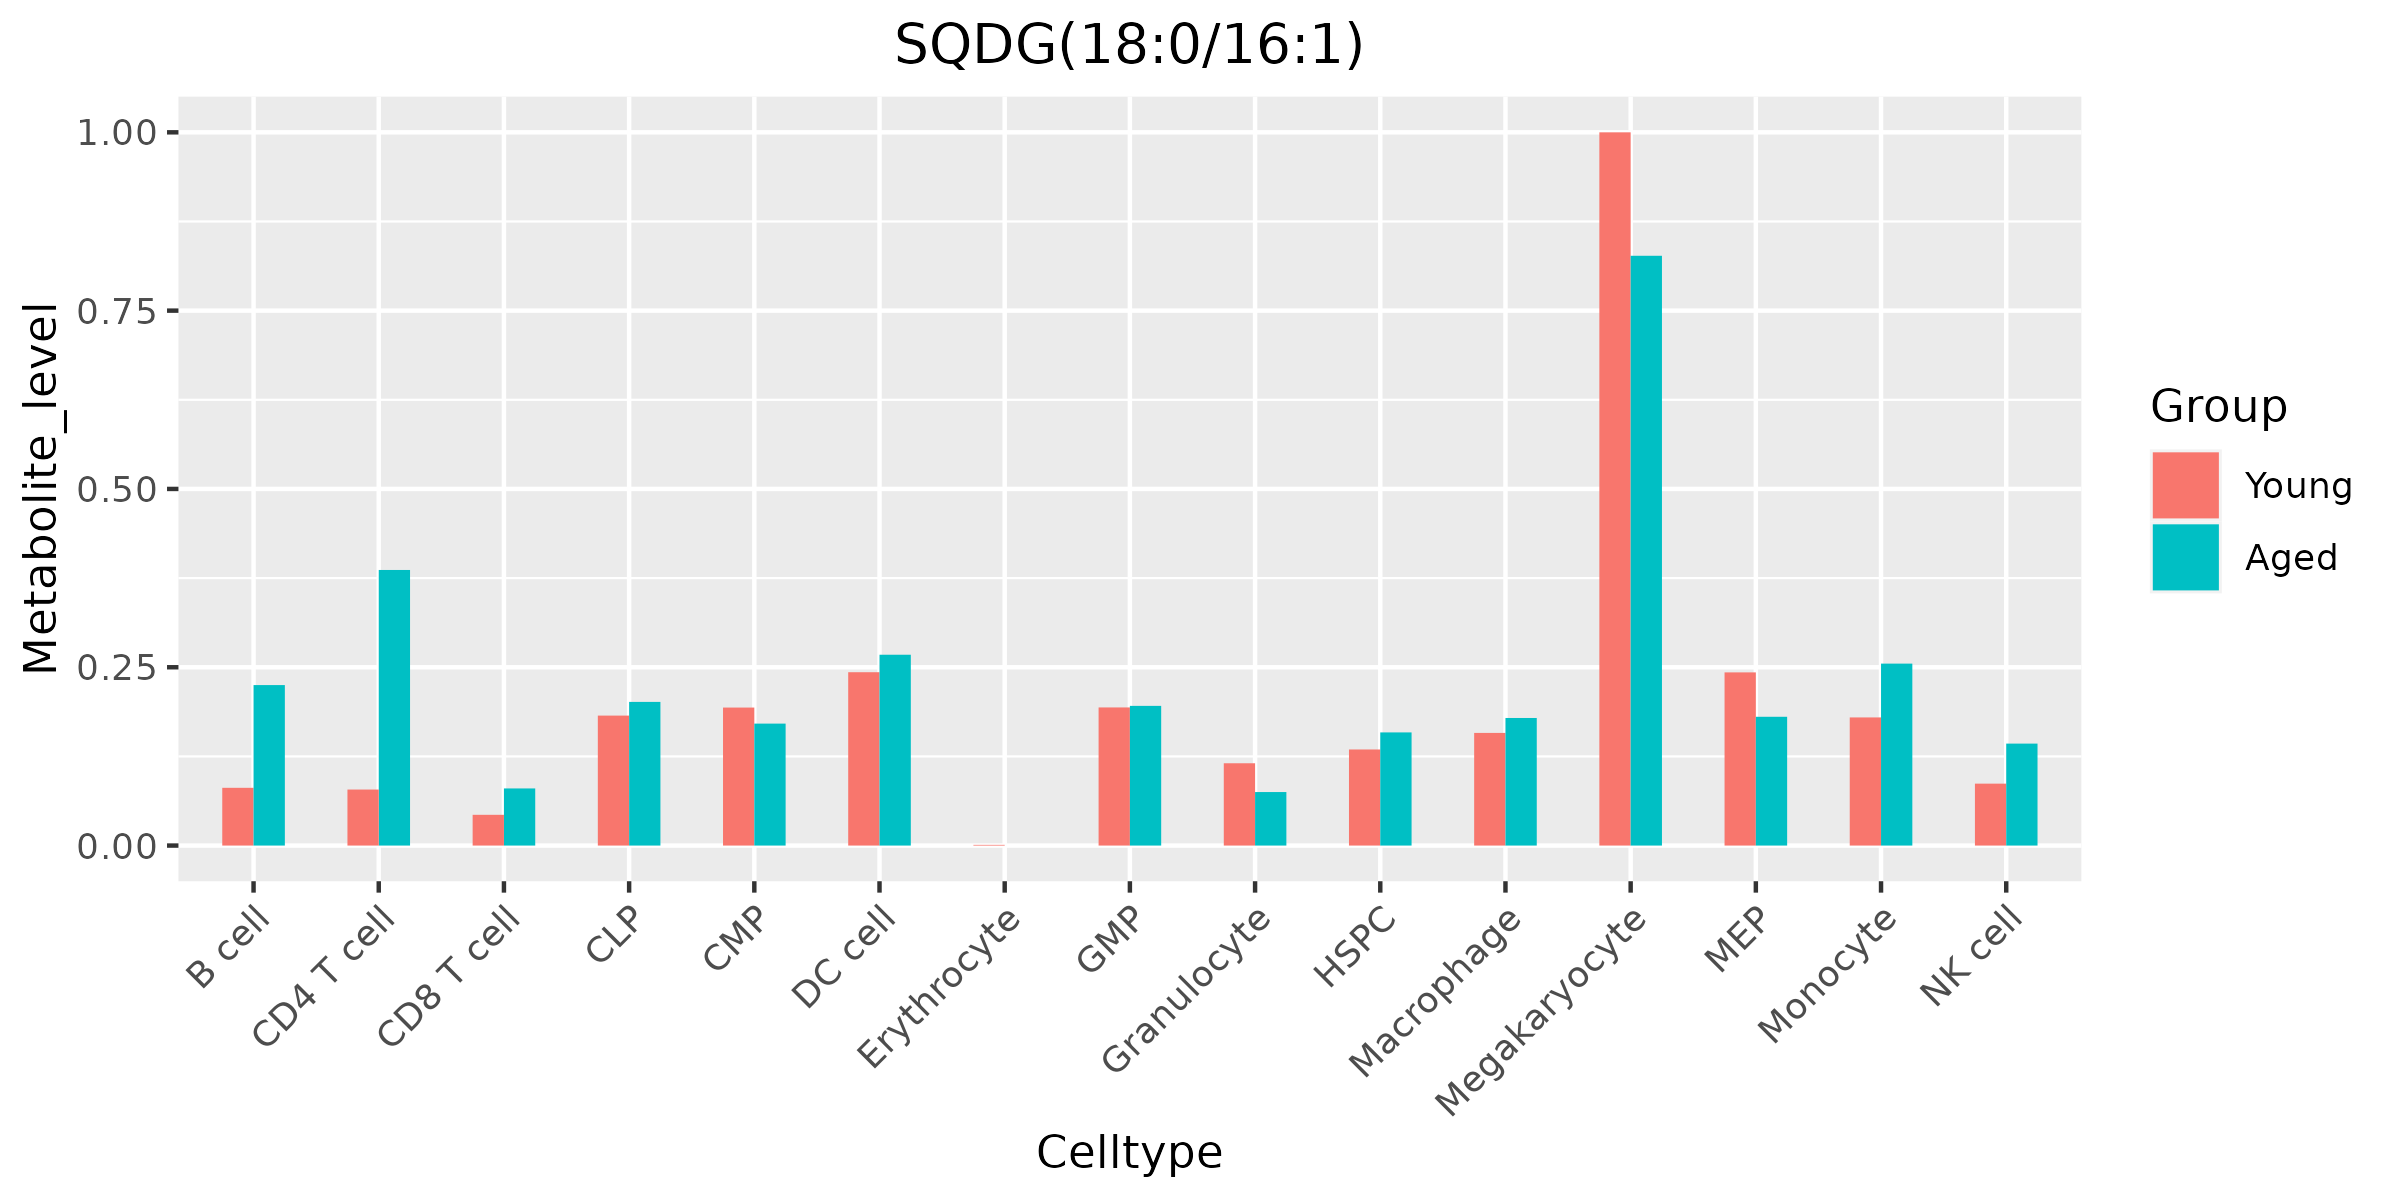 SQDG(18:0/16:1)
Metabolite_level
1.00
0.75
0.50
0.25
0.00
B cell
CD4 T cell
CD8 T cell
CLP
CMP
DC cell
Erythrocyte
GMP
Granulocyte
HSPC
Macrophage
Megakaryocyte
MEP
Monocyte
NK cell
Celltype
Group
Young
Aged